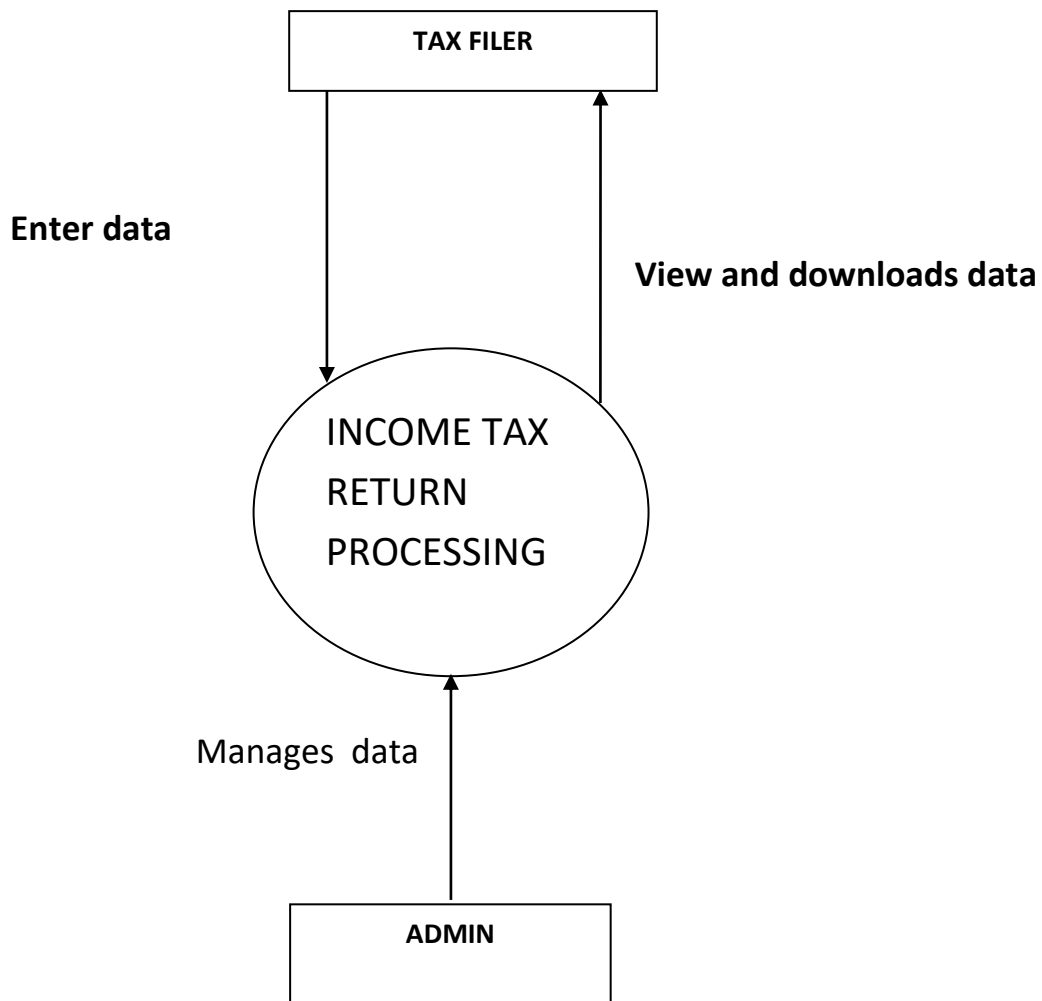 TAX FILER
Enter data
View and downloads data
INCOME TAX
RETURN
PROCESSING
Manages  data
ADMIN